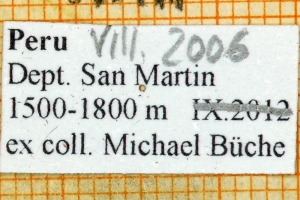 Peru VIII. 2006
Dept. San Martin
1500-1800 m IX.2012
ex coll. Michael Büche